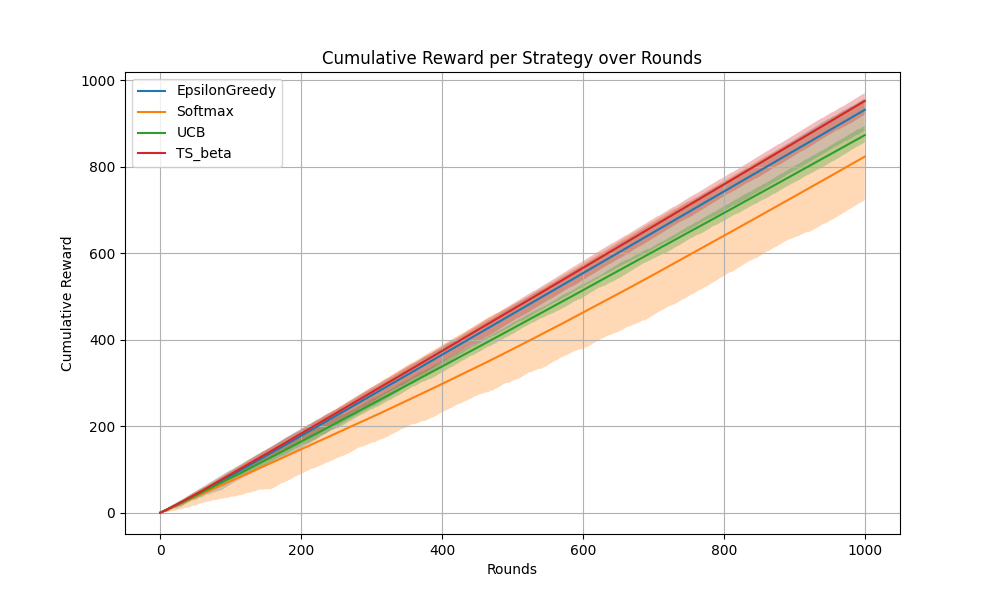 Cumulative Reward per Strategy over Rounds
EpsilonGreedy
Softmax
UCB
TS_beta
Cumulative Reward
1000
800
600
400
200
0
0 200 400 600 800 1000
Rounds